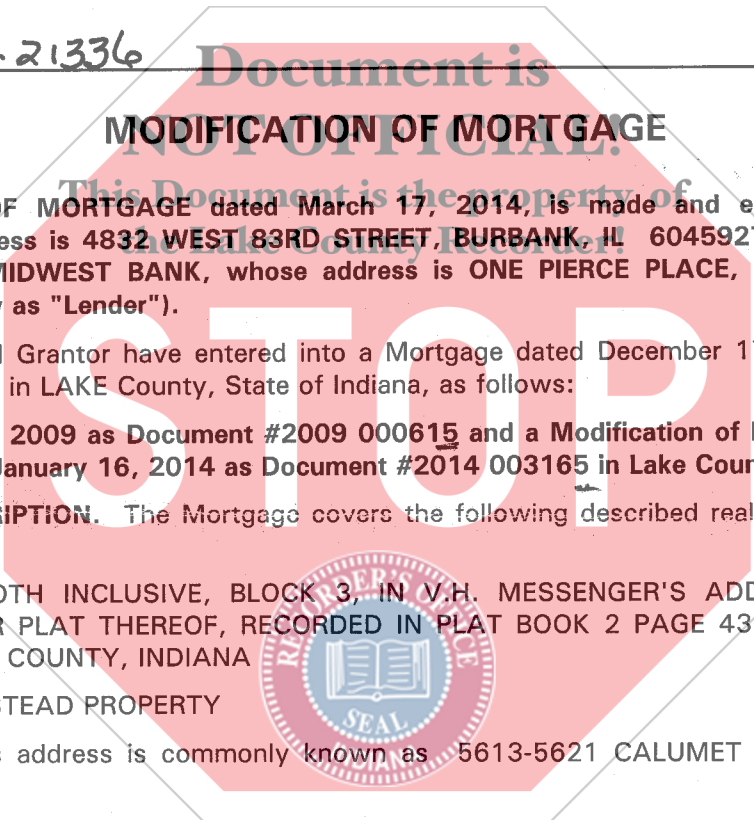 21336
Document is
MODIFICATION OF MORTGAGE
NOT OFFICIAL!
This Document is the property of
OF MORTGAGE dated March 17, 2014, is made and e
ess is 4832 WEST 83RD STREET, BURBANK, IL 604592
the Lake County Recorder!
MIDWEST BANK, whose address is ONE PIERCE PLACE,
y as "Lender").
STOP
d Grantor have entered into a Mortgage dated December 1
in LAKE County, State of Indiana, as follows:
2009 as Document #2009 000615 and a Modification of
January 16, 2014 as Document #2014 003165 in Lake Coun
RIPTION. The Mortgage covers the following described real
OTH INCLUSIVE, BLOCK 3, IN V.H. MESSENGER'S ADD
R PLAT THEREOF, RECORDED IN PLAT BOOK 2 PAGE 43
COUNTY, INDIANA
STEAD PROPERTY
s address is commonly known as 5613-5621 CALUMET
RECORDER'S OFFICE
SEAL
INDIANA